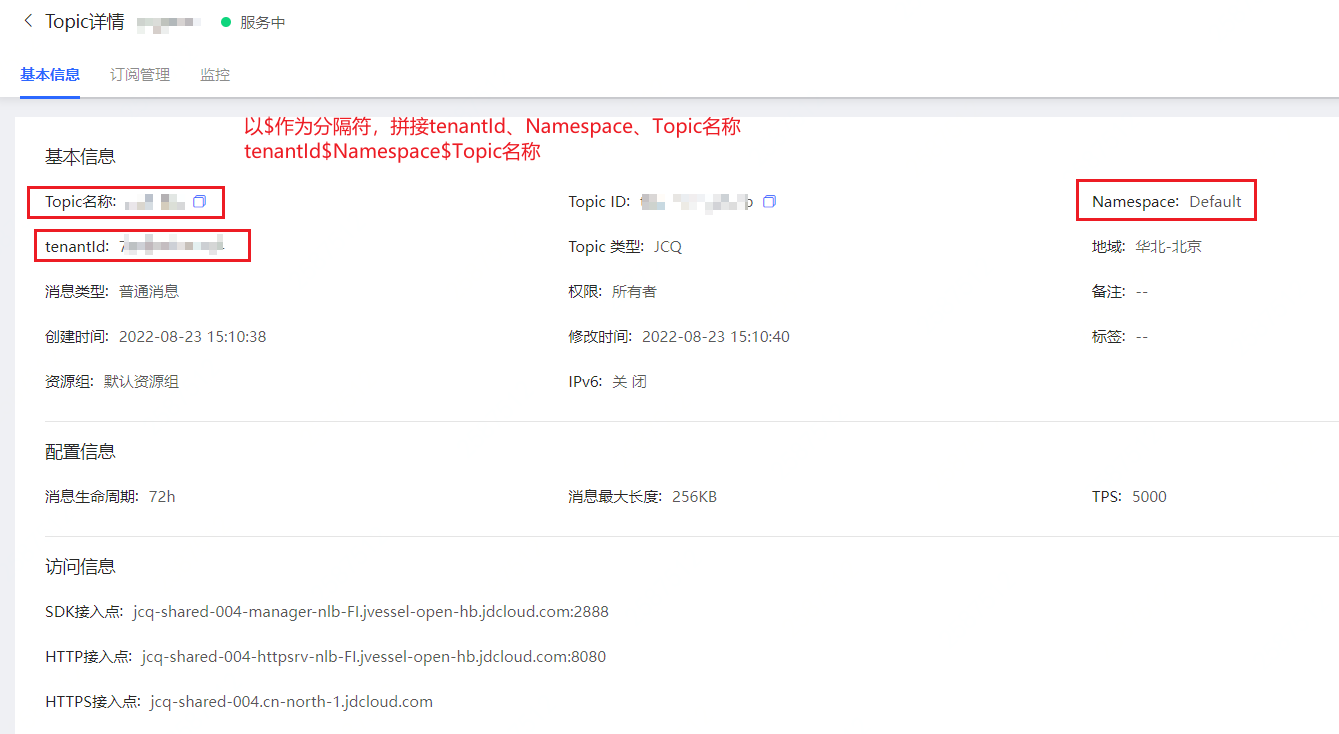 Topic详情 服务中
基本信息 订阅管理 监控
以$作为分隔符，拼接tenantId、Namespace、Topic名称
tenantId$Namespace$Topic名称
基本信息
Topic名称: Topic ID: Namespace: Default
tenantId: Topic 类型: JCQ 地域: 华北-北京
消息类型: 普通消息 权限: 所有者 备注: --
创建时间: 2022-08-23 15:10:38 修改时间: 2022-08-23 15:10:40 标签: --
资源组: 默认资源组 IPv6: 关 闭
配置信息
消息生命周期: 72h 消息最大长度: 256KB TPS: 5000
访问信息
SDK接入点: jcq-shared-004-manager-nlb-FI.jvessel-open-hb.jdcloud.com:2888
HTTP接入点: jcq-shared-004-httpsrv-nlb-FI.jvessel-open-hb.jdcloud.com:8080
HTTPS接入点: jcq-shared-004.cn-north-1.jdcloud.com